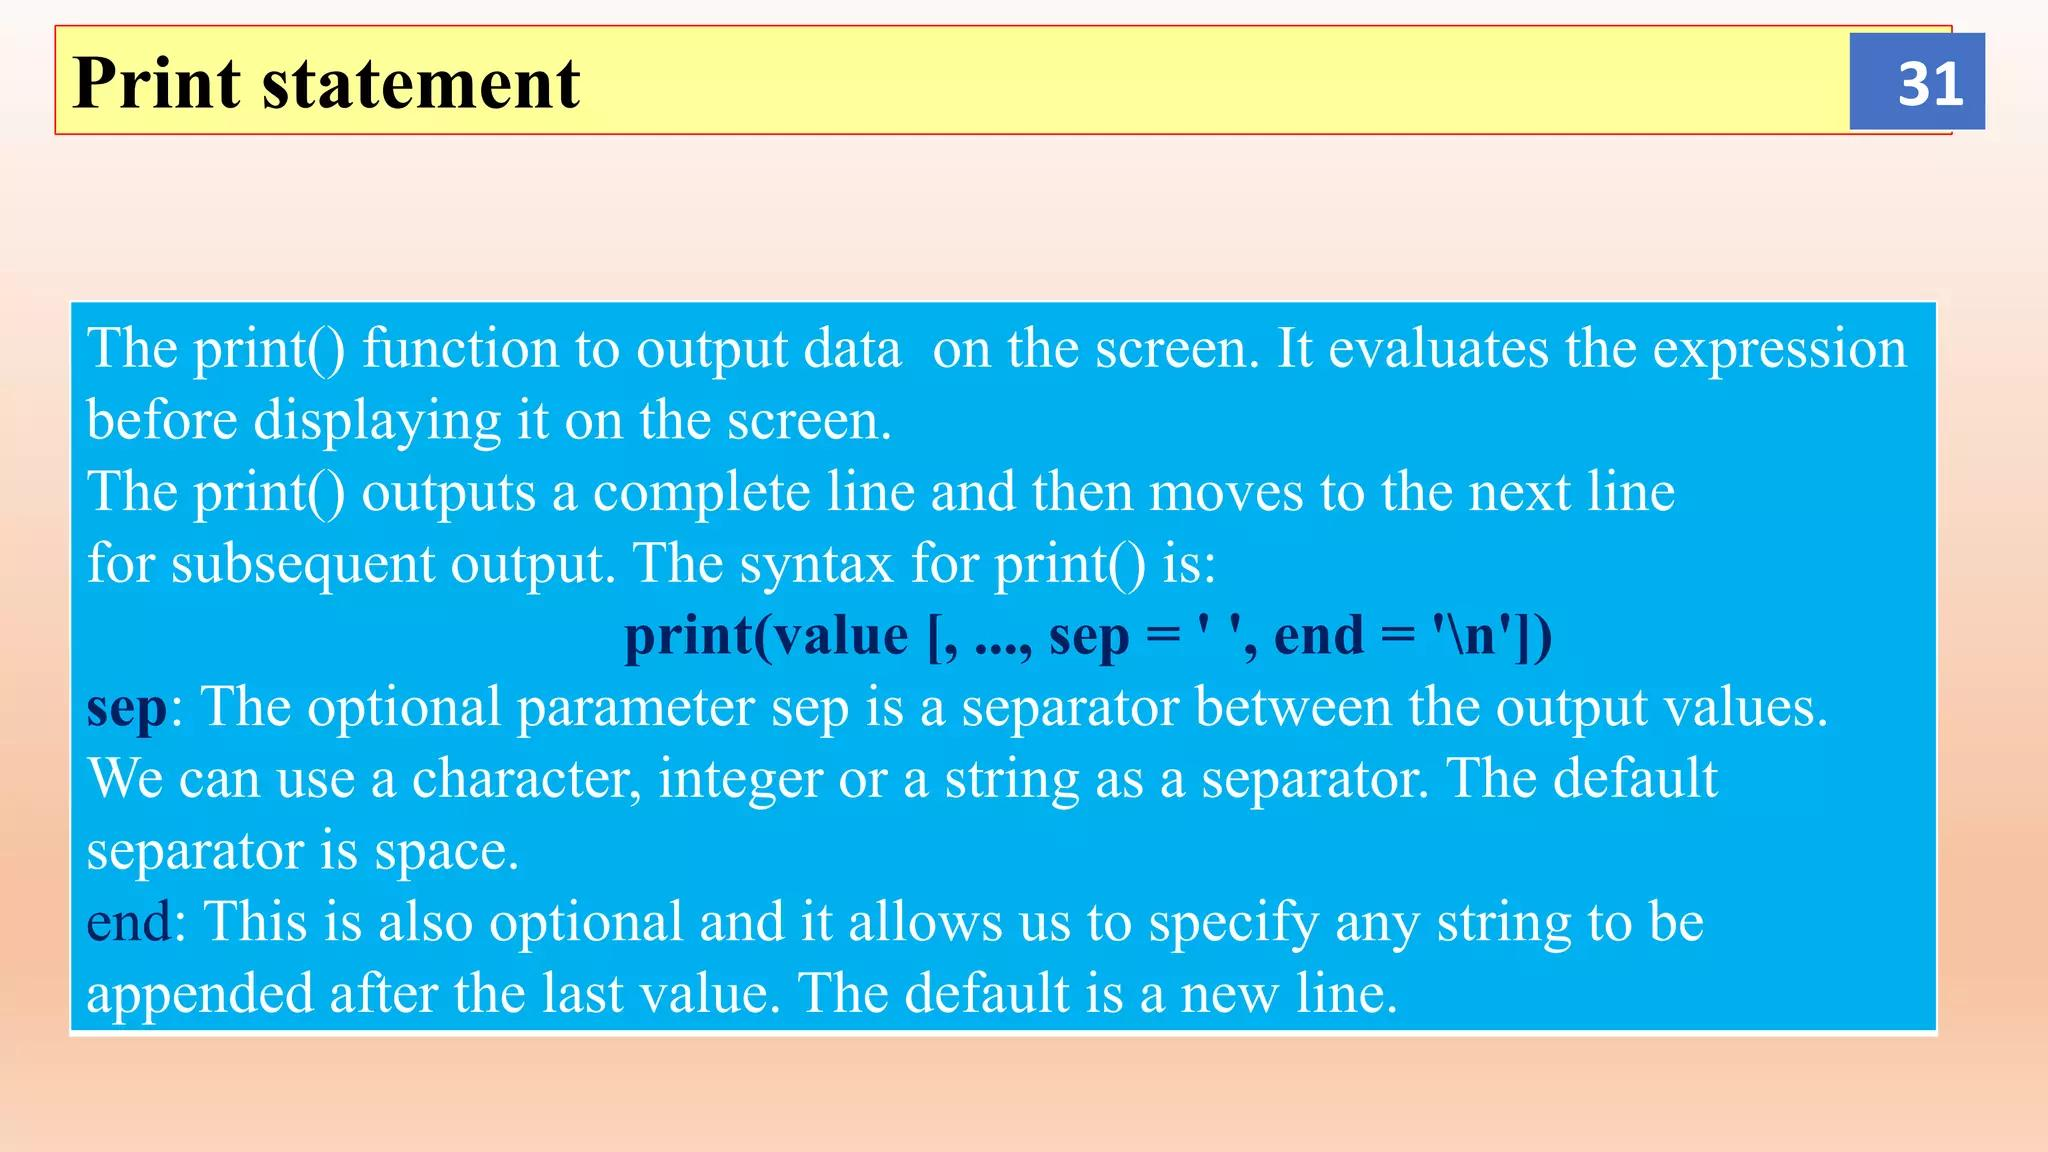 Print statement
31
The print() function to output data  on the screen. It evaluates the expression
before displaying it on the screen.
The print() outputs a complete line and then moves to the next line
for subsequent output. The syntax for print() is:
print(value [, ..., sep = ' ', end = '\n'])
sep: The optional parameter sep is a separator between the output values.
We can use a character, integer or a string as a separator. The default
separator is space.
end: This is also optional and it allows us to specify any string to be
appended after the last value. The default is a new line.